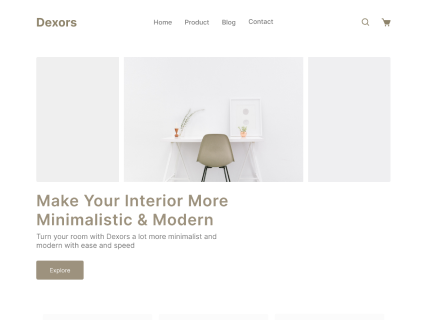 Dexors
Home Product Blog Contact
Make Your Interior More
Minimalistic & Modern
Turn your room with Dexors a lot more minimalist and
modern with ease and speed
Explore